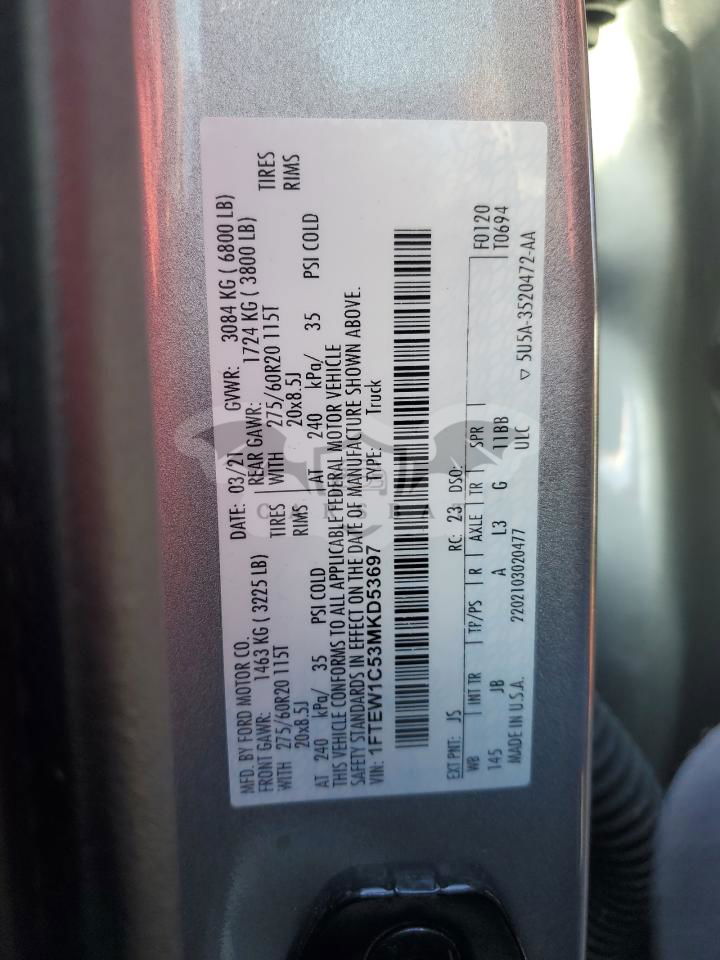 MFD. BY FORD MOTOR CO. DATE: 03/21 GVWR: 3084 KG ( 6800 LB)
FRONT GAWR: 1463 KG ( 3225 LB) REAR GAWR: 1724 KG ( 3800 LB)
WITH 275/60R20 115T TIRES WITH 275/60R20 115T TIRES
20x8.5J RIMS 20x8.5J RIMS
AT 240 kPa/ 35 PSI COLD AT 240 kPa/ 35 PSI COLD
THIS VEHICLE CONFORMS TO ALL APPLICABLE FEDERAL MOTOR VEHICLE
SAFETY STANDARDS IN EFFECT ON THE DATE OF MANUFACTURE SHOWN ABOVE.
VIN: 1FTEW1C53MKD53697 TYPE: Truck
EXT PNT: JS RC: 23 DSO: F0120
WB INT TR TP/PS R AXLE TR SPR T0694
145 JB A L3 G 11BB
MADE IN U.S.A. 2202103020477 ULC ▽ 5U5A-3520472-AA